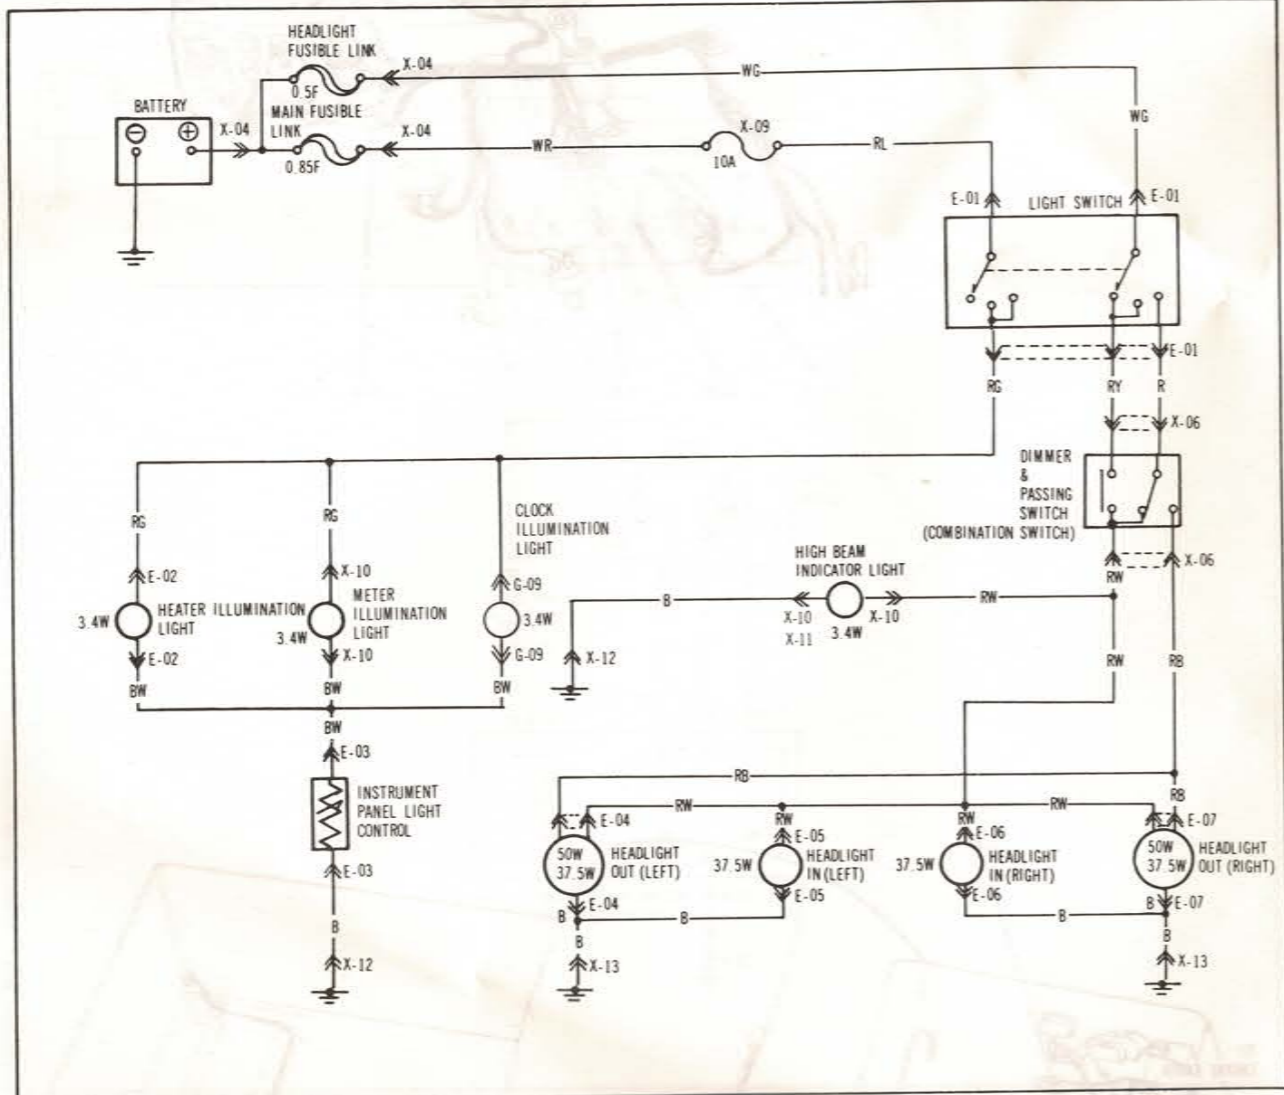 HEADLIGHT
FUSIBLE LINK
X-04
0.5F
WG
BATTERY
MAIN FUSIBLE
LINK
X-04
X-04
0.85F
WR
X-09
10A
RL
WG
E-01
LIGHT SWITCH
E-01
E-01
RG
RY
R
X-06
DIMMER
&
PASSING
SWITCH
(COMBINATION SWITCH)
X-06
RW
RG
RG
CLOCK
ILLUMINATION
LIGHT
HIGH BEAM
INDICATOR LIGHT
E-02
X-10
G-09
B
RW
X-10
X-11
3.4W
X-10
3.4W
HEATER ILLUMINATION
LIGHT
3.4W
METER
ILLUMINATION
LIGHT
3.4W
E-02
X-10
G-09
X-12
RW
RB
BW
BW
BW
BW
E-03
INSTRUMENT
PANEL LIGHT
CONTROL
E-03
B
X-12
RB
RB
RW
RW
RW
RW
E-04
E-05
E-06
E-07
50W
37.5W
HEADLIGHT
OUT (LEFT)
37.5W
HEADLIGHT
IN (LEFT)
37.5W
HEADLIGHT
IN (RIGHT)
50W
37.5W
HEADLIGHT
OUT (RIGHT)
B
E-04
E-05
E-06
B
E-07
B
B
B
B
X-13
X-13